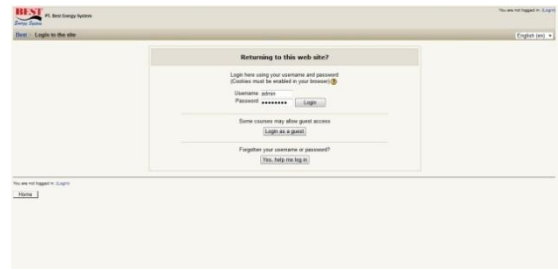 BEST
Energy System
PT. Best Energy System
You are not logged in. (Login)
Best Login to the site
English (en)
Returning to this web site?
Login here using your username and password
(Cookies must be enabled in your browser) ?
Username admin
Password ●●●●●●●● Login
Some courses may allow guest access
Login as a guest
Forgotten your username or password?
Yes, help me log in
You are not logged in. (Login)
Home